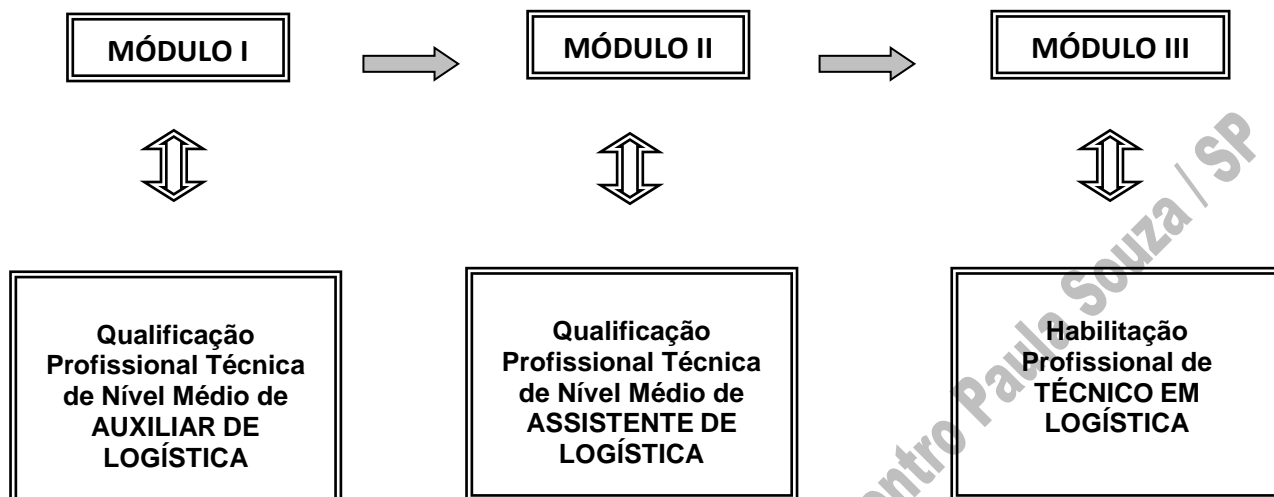 MÓDULO I
MÓDULO II
MÓDULO III
Qualificação
Profissional Técnica
de Nível Médio de
AUXILIAR DE
LOGÍSTICA
Qualificação
Profissional Técnica
de Nível Médio de
ASSISTENTE DE
LOGÍSTICA
Habilitação
Profissional de
TÉCNICO EM
LOGÍSTICA
entro Paula Souza / SP